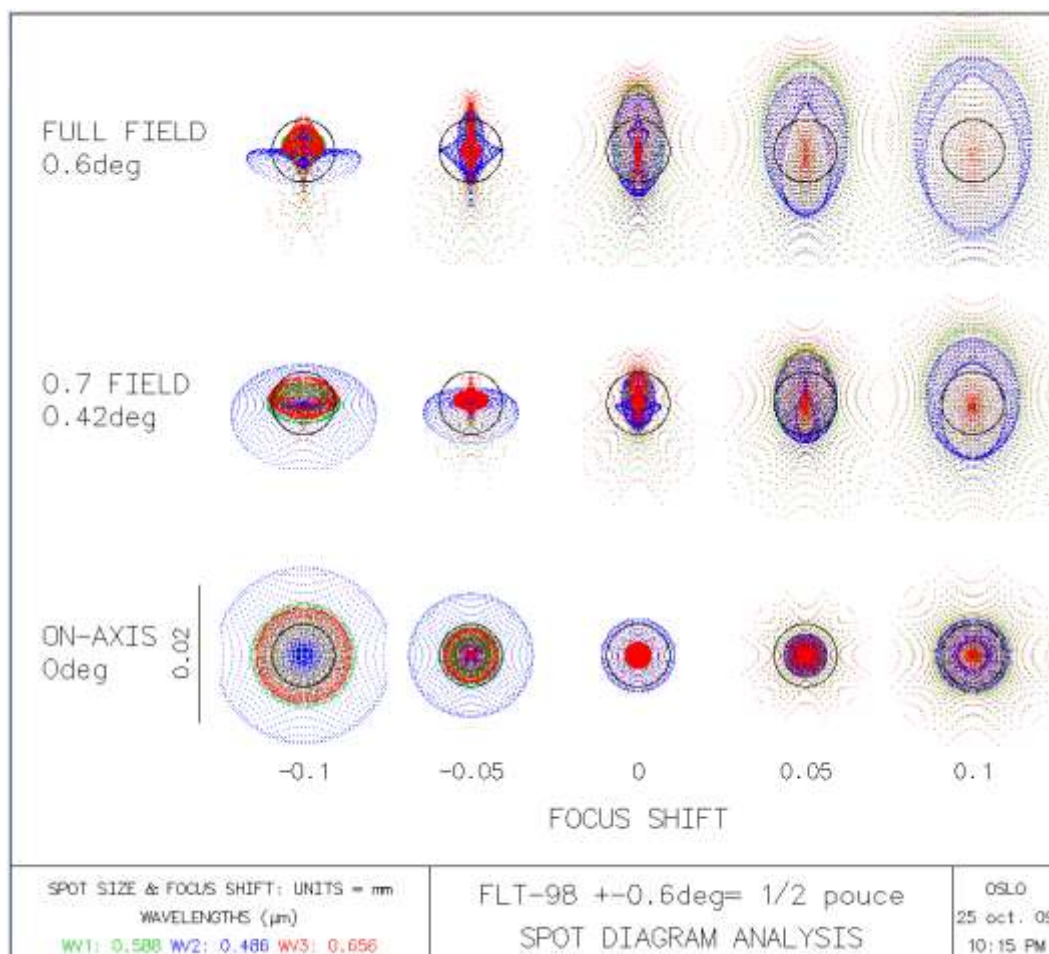 FULL FIELD
0.6deg
0.7 FIELD
0.42deg
ON-AXIS
0deg
0.02
-0.1 -0.05 0 0.05 0.1
FOCUS SHIFT
SPOT SIZE & FOCUS SHIFT: UNITS = mm
WAVELENGTHS (µm)
WV1: 0.588 WV2: 0.486 WV3: 0.656
FLT-98 +-0.6deg= 1/2 pouce
SPOT DIAGRAM ANALYSIS
OSLO
25 oct. 
10:15 PM